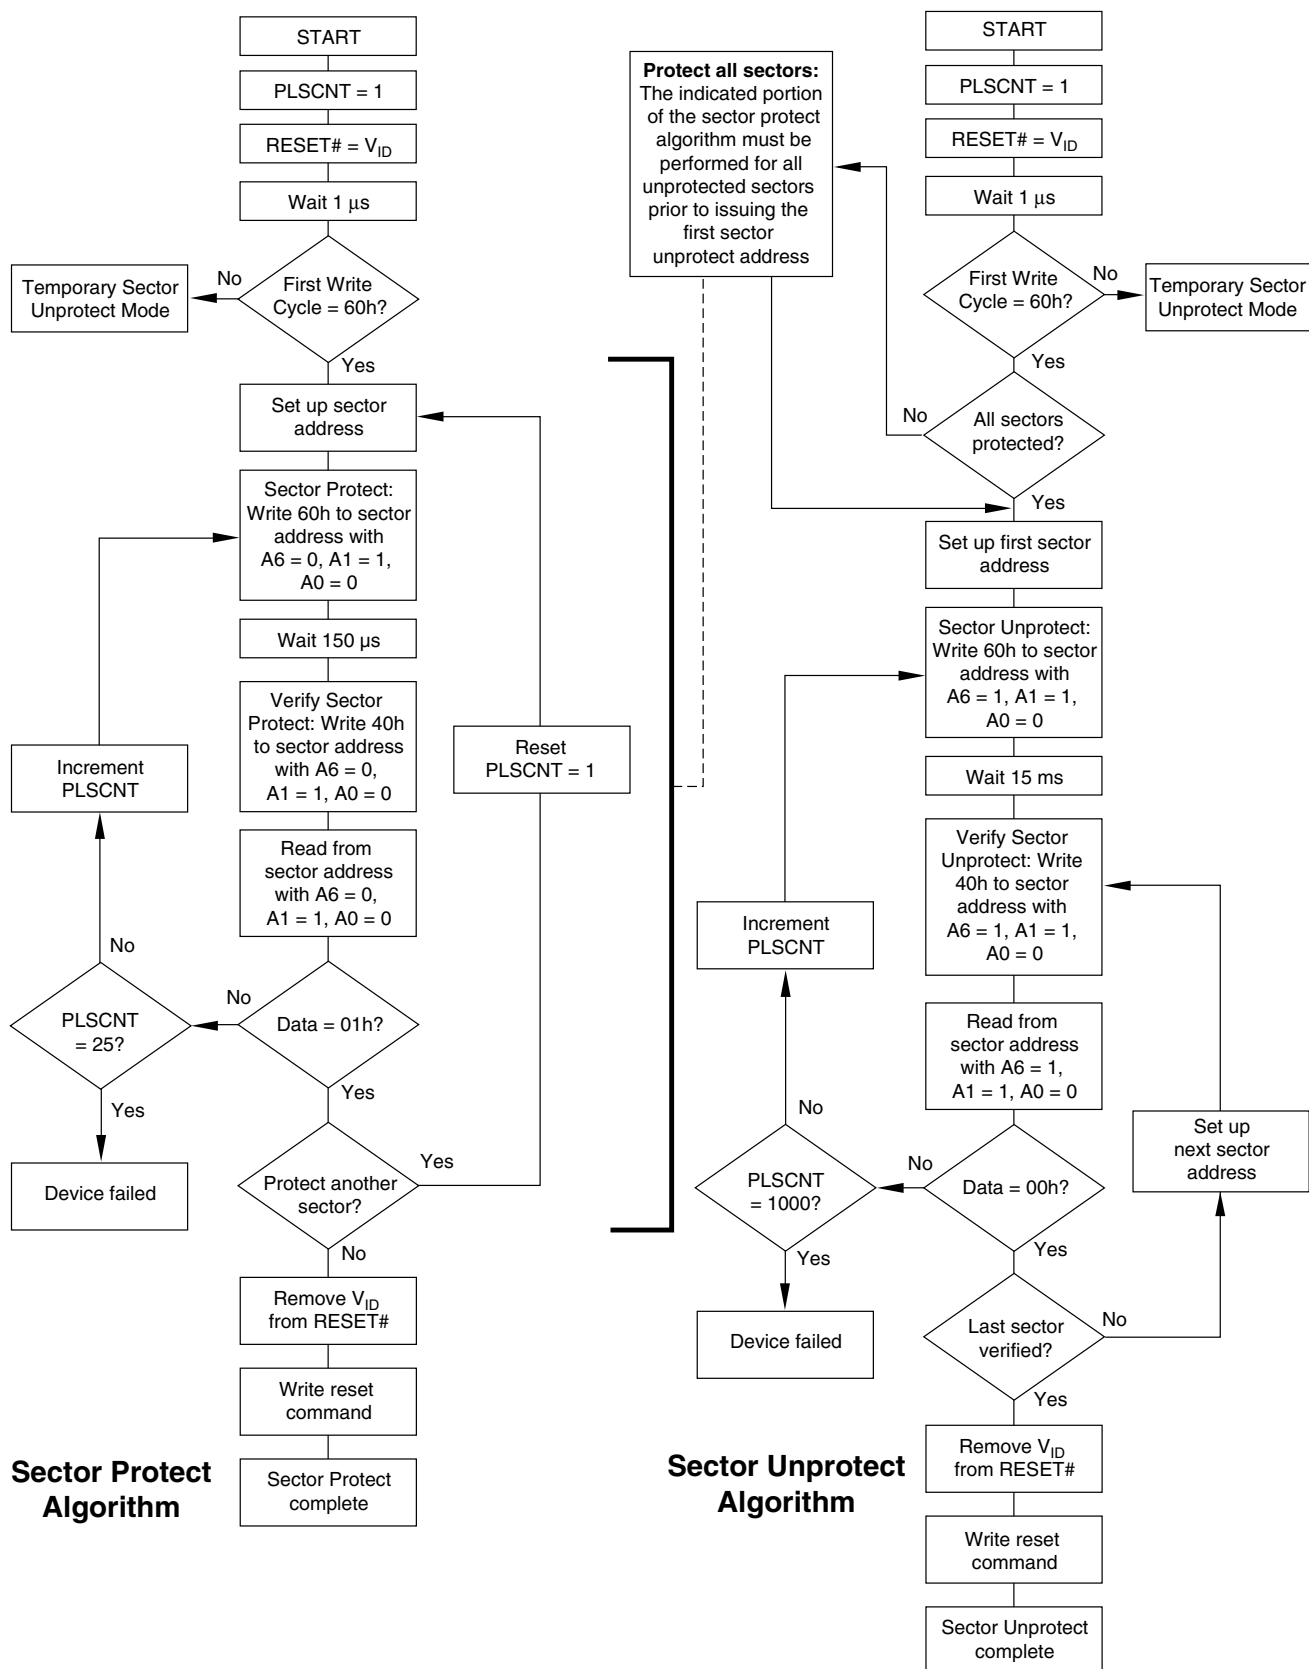 START
PLSCNT = 1
RESET# = VID
Wait 1 μs
First Write
Cycle = 60h?
No
Temporary Sector
Unprotect Mode
Yes
Set up sector
address
Sector Protect:
Write 60h to sector
address with
A6 = 0, A1 = 1,
A0 = 0
Wait 150 µs
Verify Sector
Protect: Write 40h
to sector address
with A6 = 0,
A1 = 1, A0 = 0
Reset
PLSCNT = 1
Increment
PLSCNT
Read from
sector address
with A6 = 0,
A1 = 1, A0 = 0
No
No
PLSCNT
= 25?
Data = 01h?
Yes
Yes
Device failed
Protect another
sector?
Yes
No
Remove VID
from RESET#
Write reset
command
Sector Protect
complete
Sector Protect
Algorithm
Protect all sectors:
The indicated portion
of the sector protect
algorithm must be
performed for all
unprotected sectors
prior to issuing the
first sector
unprotect address
START
PLSCNT = 1
RESET# = VID
Wait 1 μs
First Write
Cycle = 60h?
No
Temporary Sector
Unprotect Mode
Yes
No
All sectors
protected?
Yes
Set up first sector
address
Sector Unprotect:
Write 60h to sector
address with
A6 = 1, A1 = 1,
A0 = 0
Wait 15 ms
Verify Sector
Unprotect: Write
40h to sector
address with
A6 = 1, A1 = 1,
A0 = 0
Increment
PLSCNT
Read from
sector address
with A6 = 1,
A1 = 1, A0 = 0
No
No
PLSCNT
= 1000?
Data = 00h?
Set up
next sector
address
Yes
Yes
Device failed
Last sector
verified?
No
Yes
Remove VID
from RESET#
Write reset
command
Sector Unprotect
complete
Sector Unprotect
Algorithm